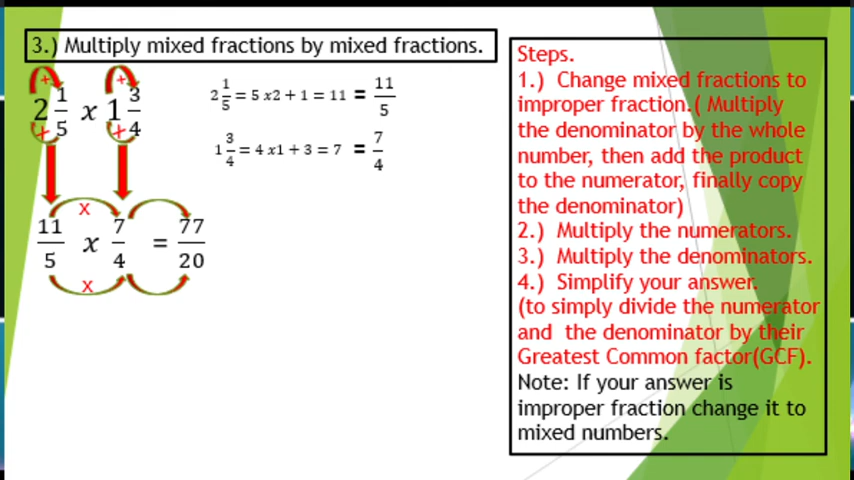 3.) Multiply mixed fractions by mixed fractions.
2 1/5 x 1 3/4
2 1/5 = 5 x2 + 1 = 11 = 11/5
1 3/4 = 4 x1 + 3 = 7 = 7/4
+ +
+ +
x
11/5 x 7/4 = 77/20
x
Steps.
1.) Change mixed fractions to
improper fraction.( Multiply
the denominator by the whole
number, then add the product
to the numerator, finally copy
the denominator)
2.) Multiply the numerators.
3.) Multiply the denominators.
4.) Simplify your answer.
(to simply divide the numerator
and the denominator by their
Greatest Common factor(GCF).
Note: If your answer is
improper fraction change it to
mixed numbers.